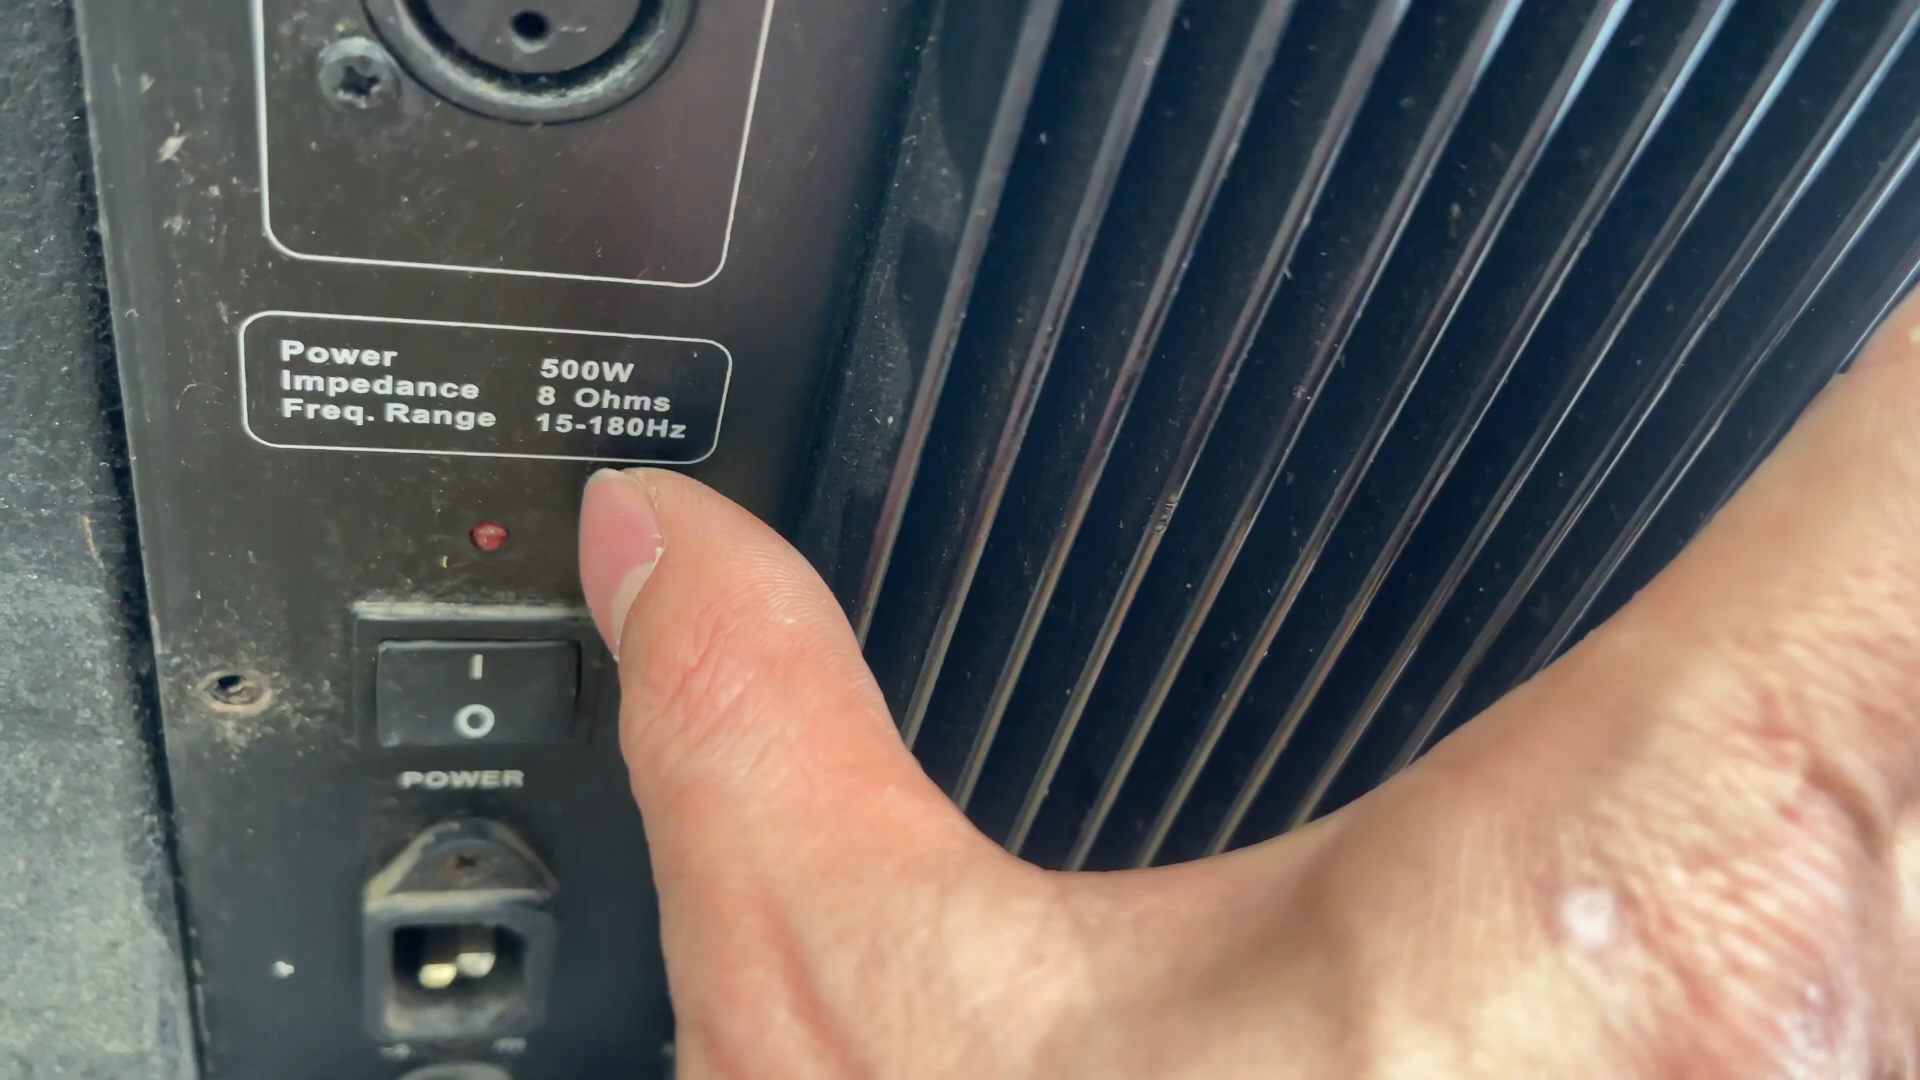 Power 500W
Impedance 8 Ohms
Freq. Range 15-180Hz
I
O
POWER